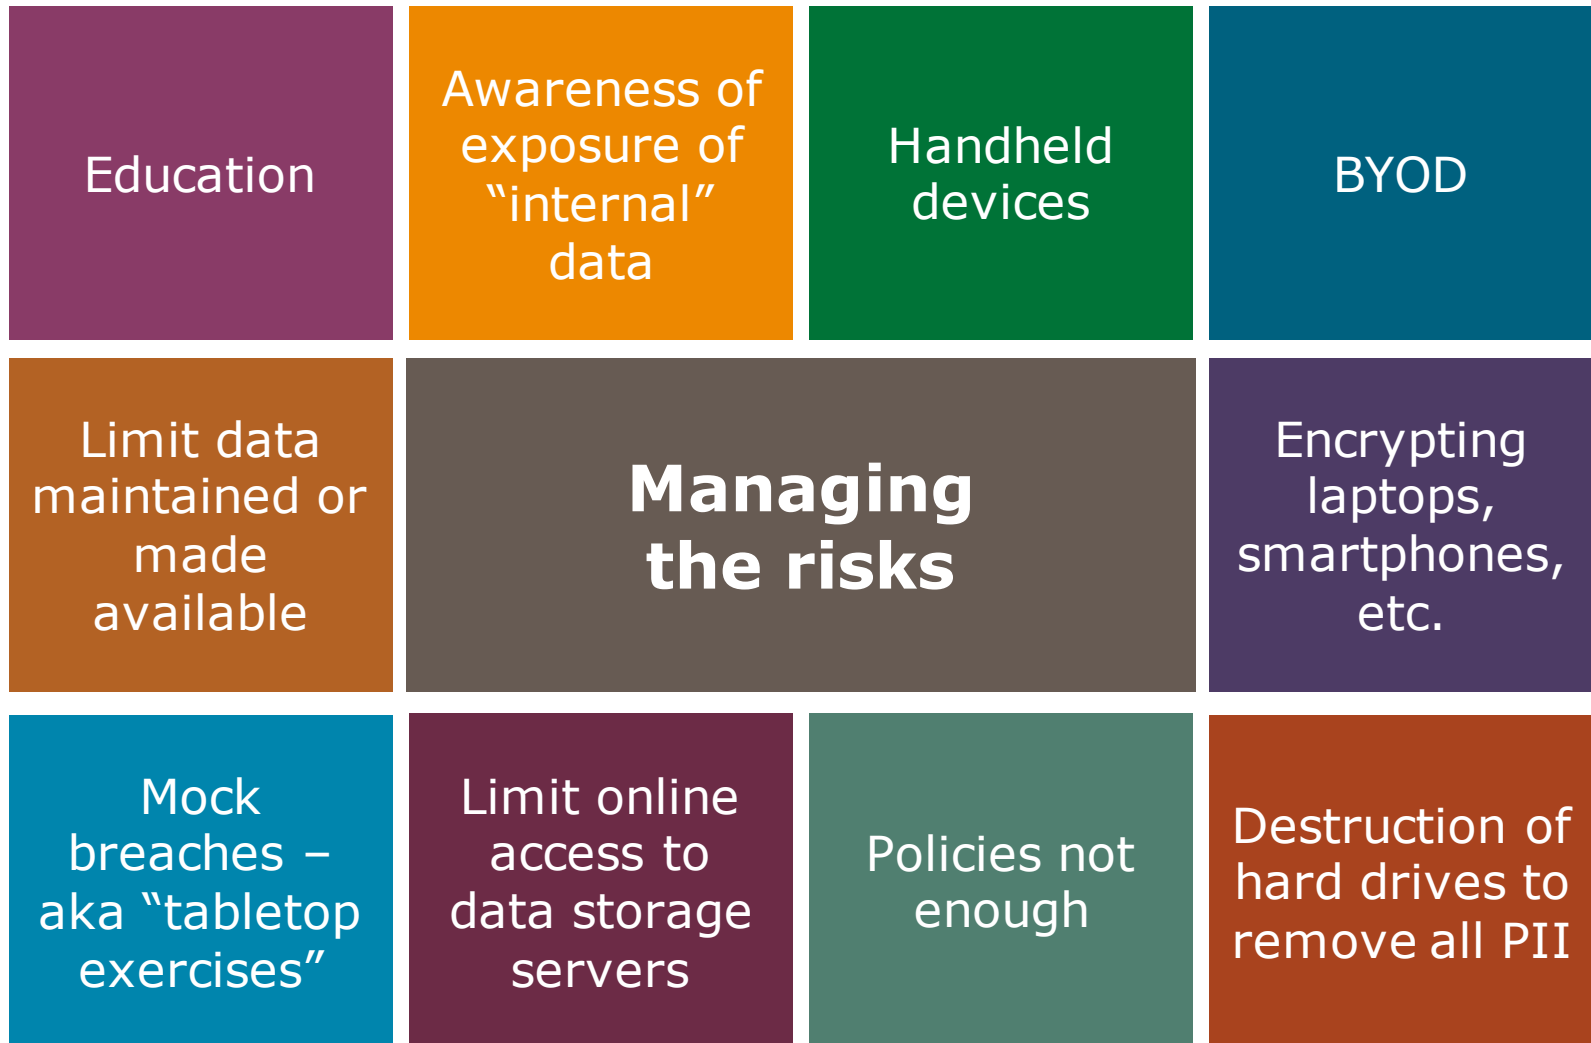 Education
Awareness of
exposure of
“internal”
data
Handheld
devices
BYOD
Limit data
maintained or
made
available
Managing
the risks
Encrypting
laptops,
smartphones,
etc.
Mock
breaches –
aka “tabletop
exercises”
Limit online
access to
data storage
servers
Policies not
enough
Destruction of
hard drives to
remove all PII